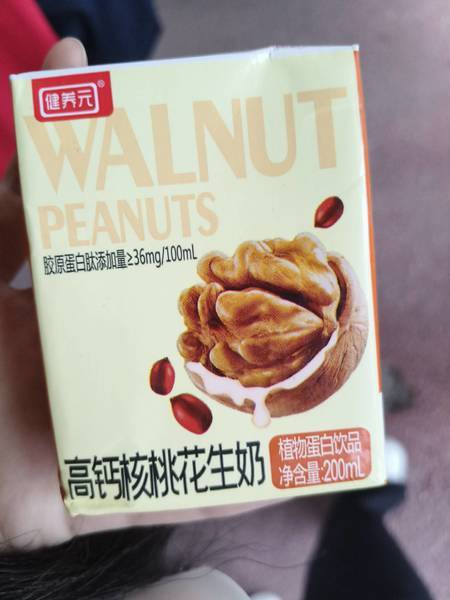 健养元®
WALNUT
PEANUTS
胶原蛋白肽添加量≥36mg/100mL
高钙核桃花生奶
植物蛋白饮品
净含量:200mL